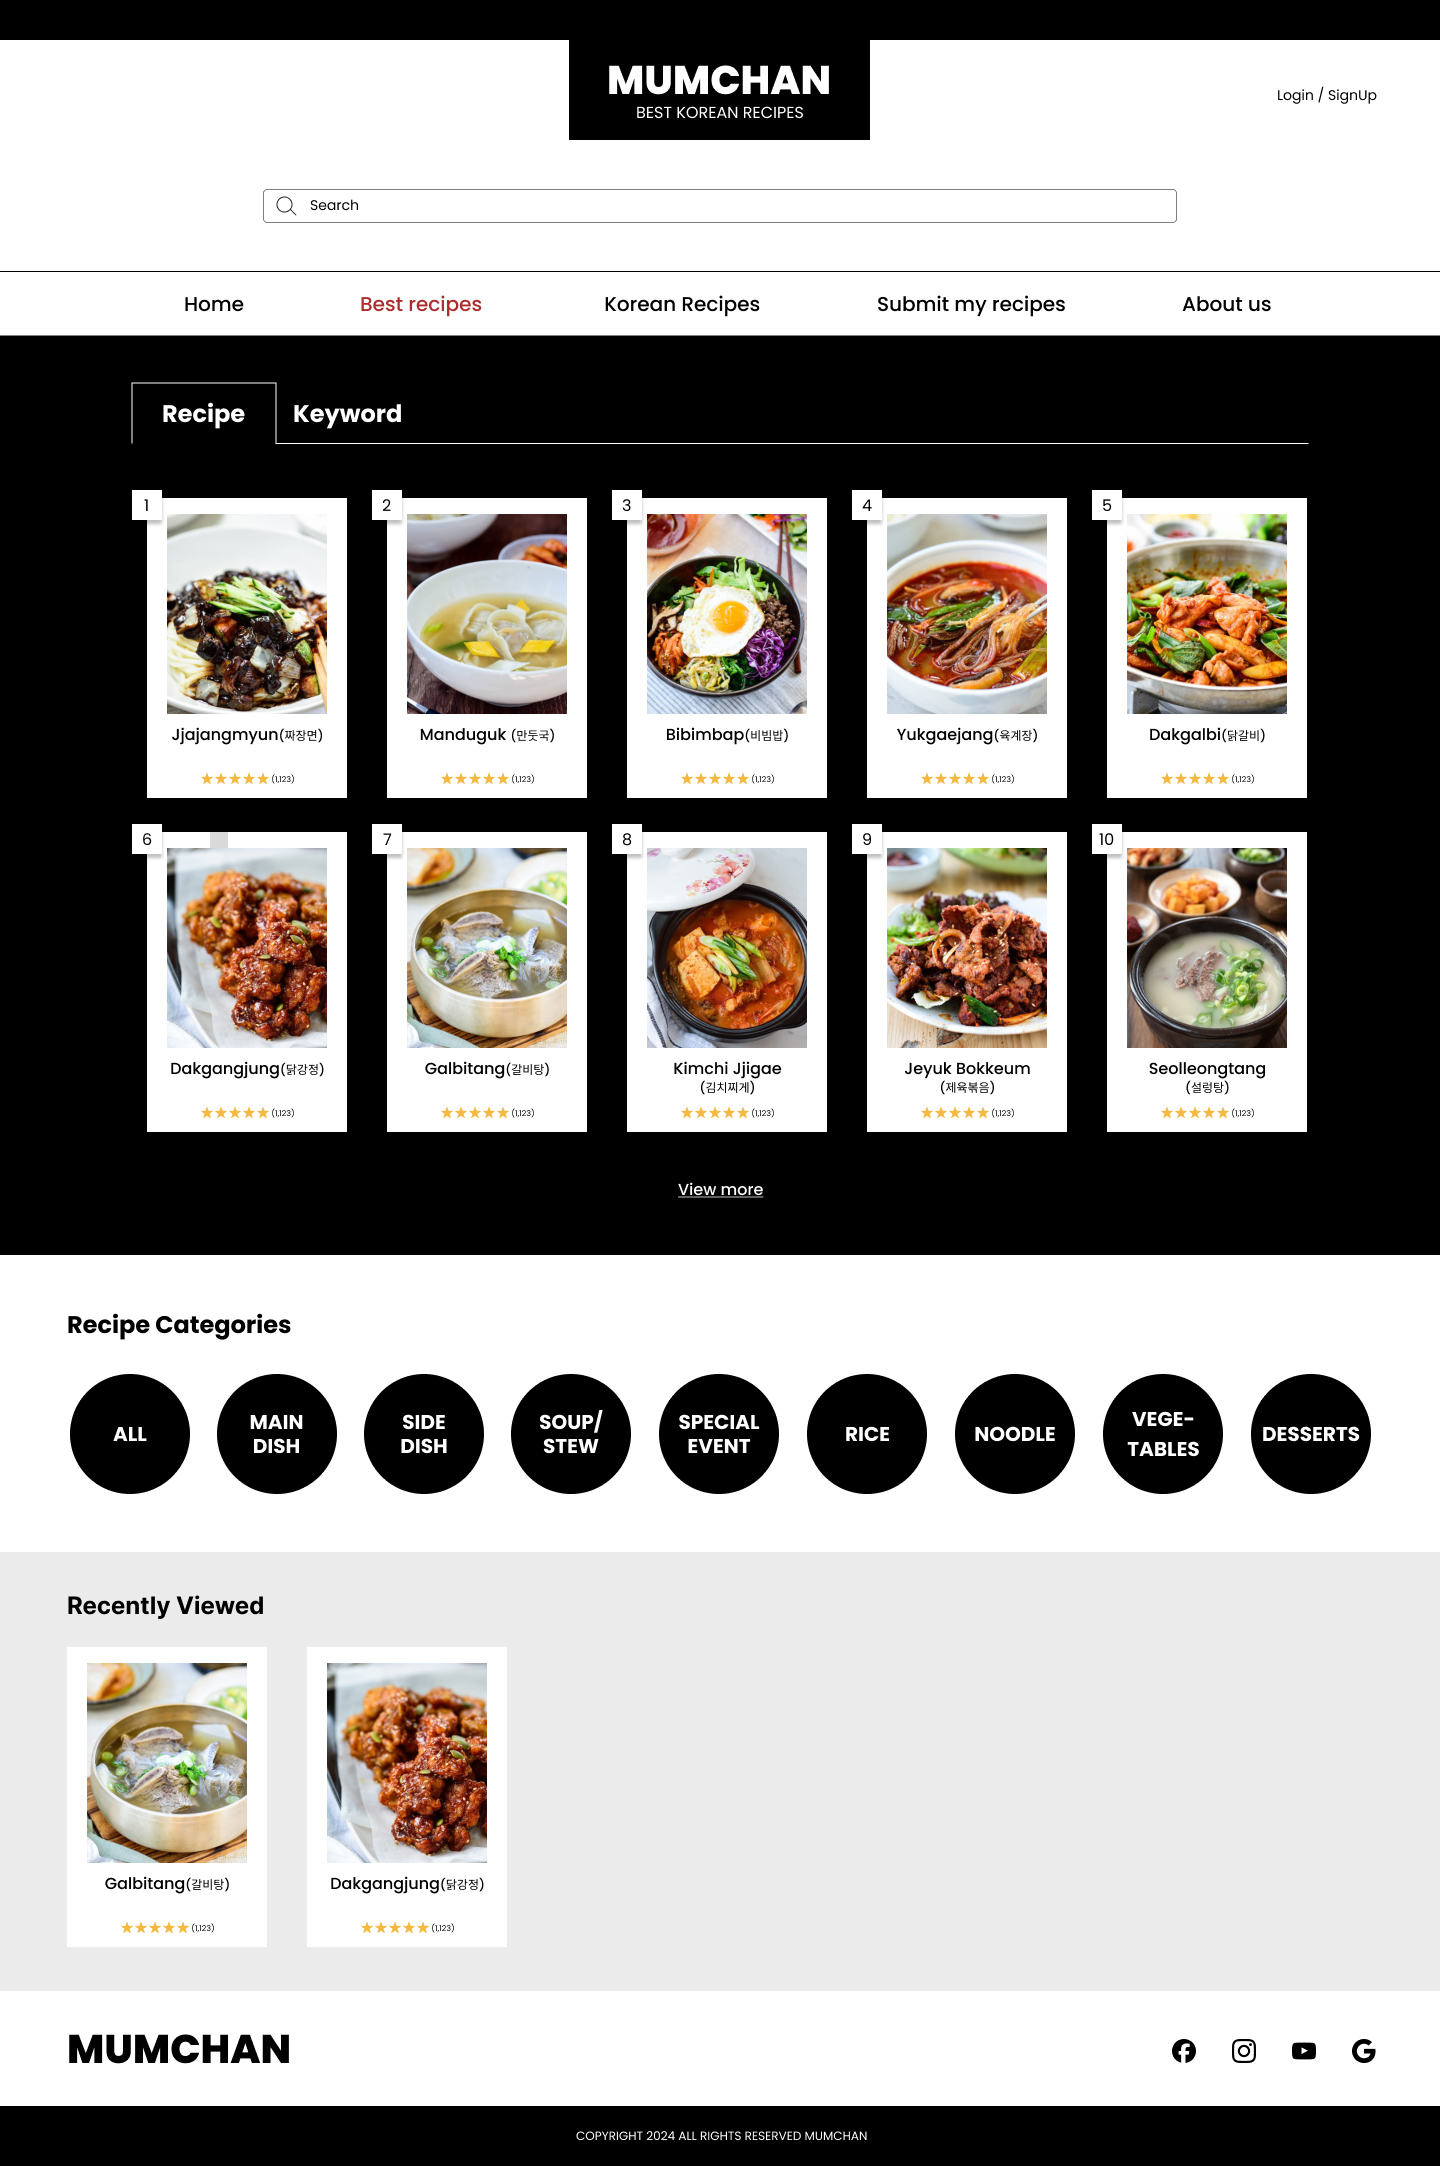 MUMCHAN
BEST KOREAN RECIPES
Login / SignUp
Search
Home
Best recipes
Korean Recipes
Submit my recipes
About us
Recipe
Keyword
1
Jjajangmyun(짜장면)
(1,123)
2
Manduguk (만둣국)
(1,123)
3
Bibimbap(비빔밥)
(1,123)
4
Yukgaejang(육계장)
(1,123)
5
Dakgalbi(닭갈비)
(1,123)
6
Dakgangjung(닭강정)
(1,123)
7
Galbitang(갈비탕)
(1,123)
8
Kimchi Jjigae
(김치찌게)
(1,123)
9
Jeyuk Bokkeum
(제육볶음)
(1,123)
10
Seolleongtang
(설렁탕)
(1,123)
View more
Recipe Categories
ALL
MAIN
DISH
SIDE
DISH
SOUP/
STEW
SPECIAL
EVENT
RICE
NOODLE
VEGE-
TABLES
DESSERTS
Recently Viewed
Galbitang(갈비탕)
(1,123)
Dakgangjung(닭강정)
(1,123)
MUMCHAN
COPYRIGHT 2024 ALL RIGHTS RESERVED MUMCHAN